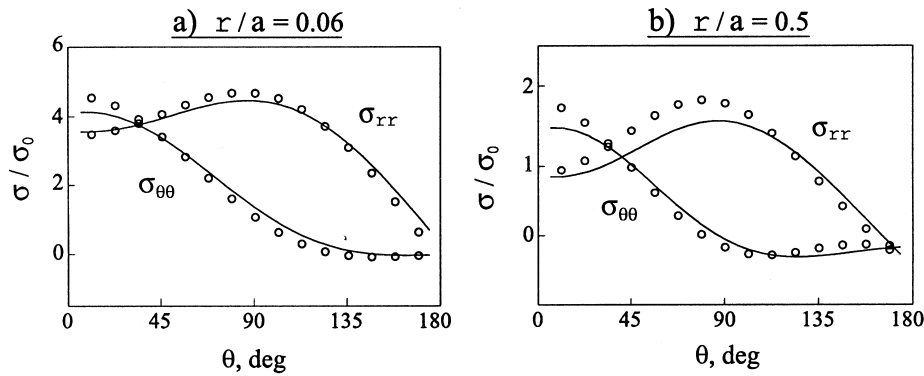 a) r / a = 0.06
6
4
2
0
σ / σ0
σrr
σθθ
0 45 90 135 180
θ, deg
b) r / a = 0.5
2
1
0
σ / σ0
σrr
σθθ
0 45 90 135 180
θ, deg